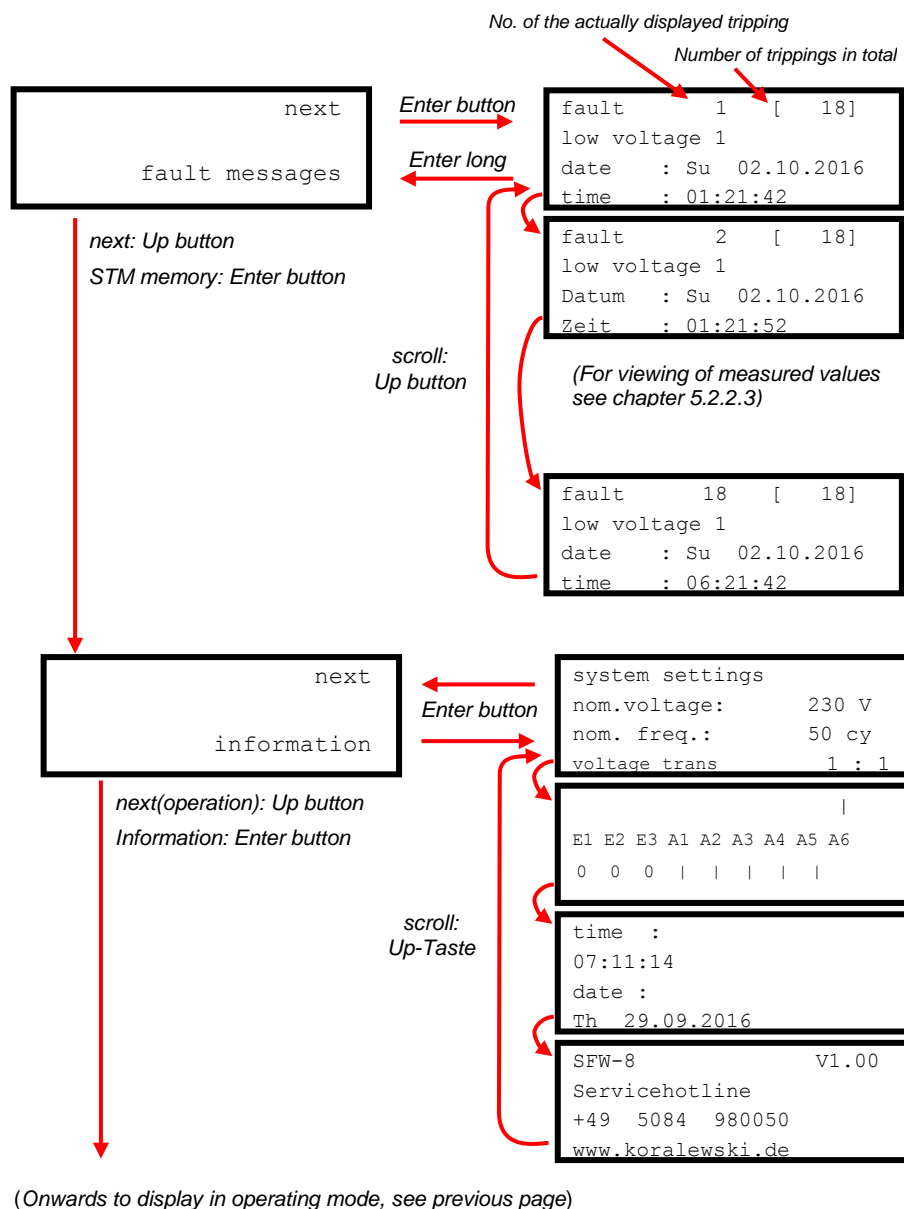 No. of the actually displayed tripping
Number of trippings in total
next
fault messages
Enter button
Enter long
fault 1 [ 18]
low voltage 1
date : Su 02.10.2016
time : 01:21:42
next: Up button
STM memory: Enter button
fault 2 [ 18]
low voltage 1
Datum : Su 02.10.2016
Zeit : 01:21:52
scroll:
Up button
(For viewing of measured values
see chapter 5.2.2.3)
fault 18 [ 18]
low voltage 1
date : Su 02.10.2016
time : 06:21:42
next
information
Enter button
system settings
nom.voltage: 230 V
nom. freq.: 50 cy
voltage trans 1 : 1
next(operation): Up button
Information: Enter button
|
E1 E2 E3 A1 A2 A3 A4 A5 A6
0 0 0 | | | | |
scroll:
Up-Taste
time :
07:11:14
date :
Th 29.09.2016
SFW-8 V1.00
Servicehotline
+49 5084 980050
www.koralewski.de
(Onwards to display in operating mode, see previous page)